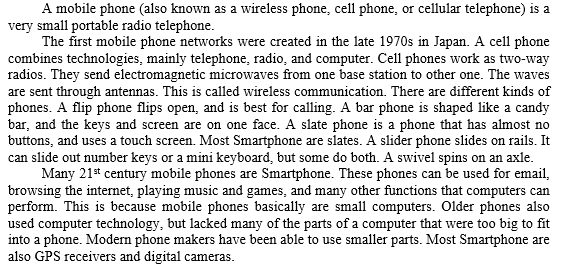 A mobile phone (also known as a wireless phone, cell phone, or cellular telephone) is a
very small portable radio telephone.
The first mobile phone networks were created in the late 1970s in Japan. A cell phone
combines technologies, mainly telephone, radio, and computer. Cell phones work as two-way
radios. They send electromagnetic microwaves from one base station to other one. The waves
are sent through antennas. This is called wireless communication. There are different kinds of
phones. A flip phone flips open, and is best for calling. A bar phone is shaped like a candy
bar, and the keys and screen are on one face. A slate phone is a phone that has almost no
buttons, and uses a touch screen. Most Smartphone are slates. A slider phone slides on rails. It
can slide out number keys or a mini keyboard, but some do both. A swivel spins on an axle.
Many 21st century mobile phones are Smartphone. These phones can be used for email,
browsing the internet, playing music and games, and many other functions that computers can
perform. This is because mobile phones basically are small computers. Older phones also
used computer technology, but lacked many of the parts of a computer that were too big to fit
into a phone. Modern phone makers have been able to use smaller parts. Most Smartphone are
also GPS receivers and digital cameras.